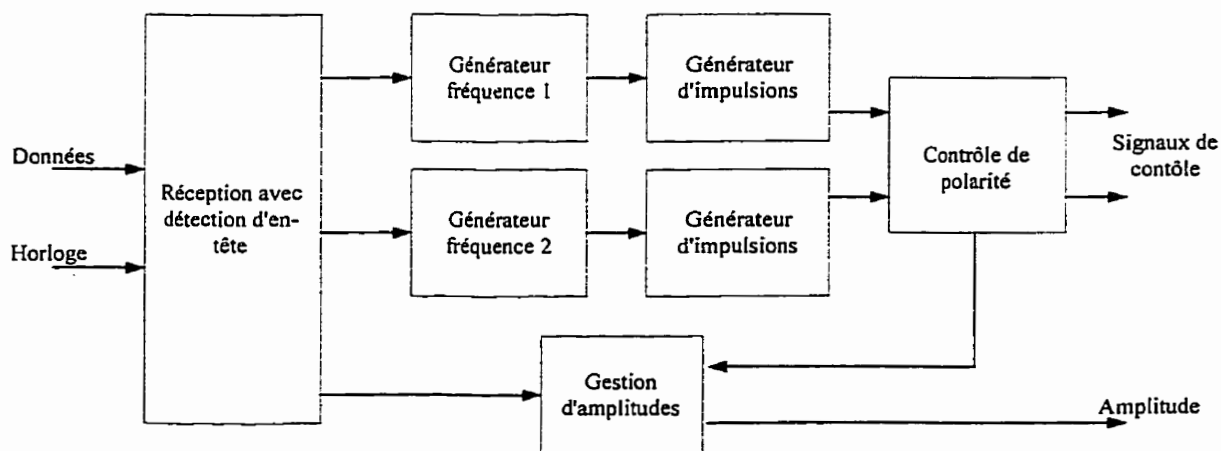 Données
Horloge
Réception avec
détection d'en-
tête
Générateur
fréquence 1
Générateur
d'impulsions
Générateur
fréquence 2
Générateur
d'impulsions
Contrôle de
polarité
Signaux de
contôle
Gestion
d'amplitudes
Amplitude